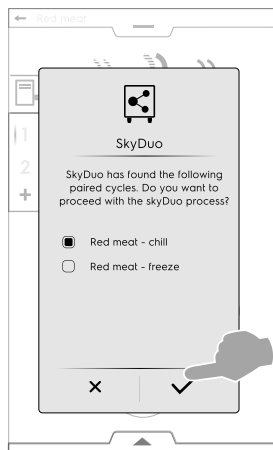 Red meat
1
2
+
SkyDuo
SkyDuo has found the following
paired cycles. Do you want to
proceed with the skyDuo process?
Red meat - chill
Red meat - freeze